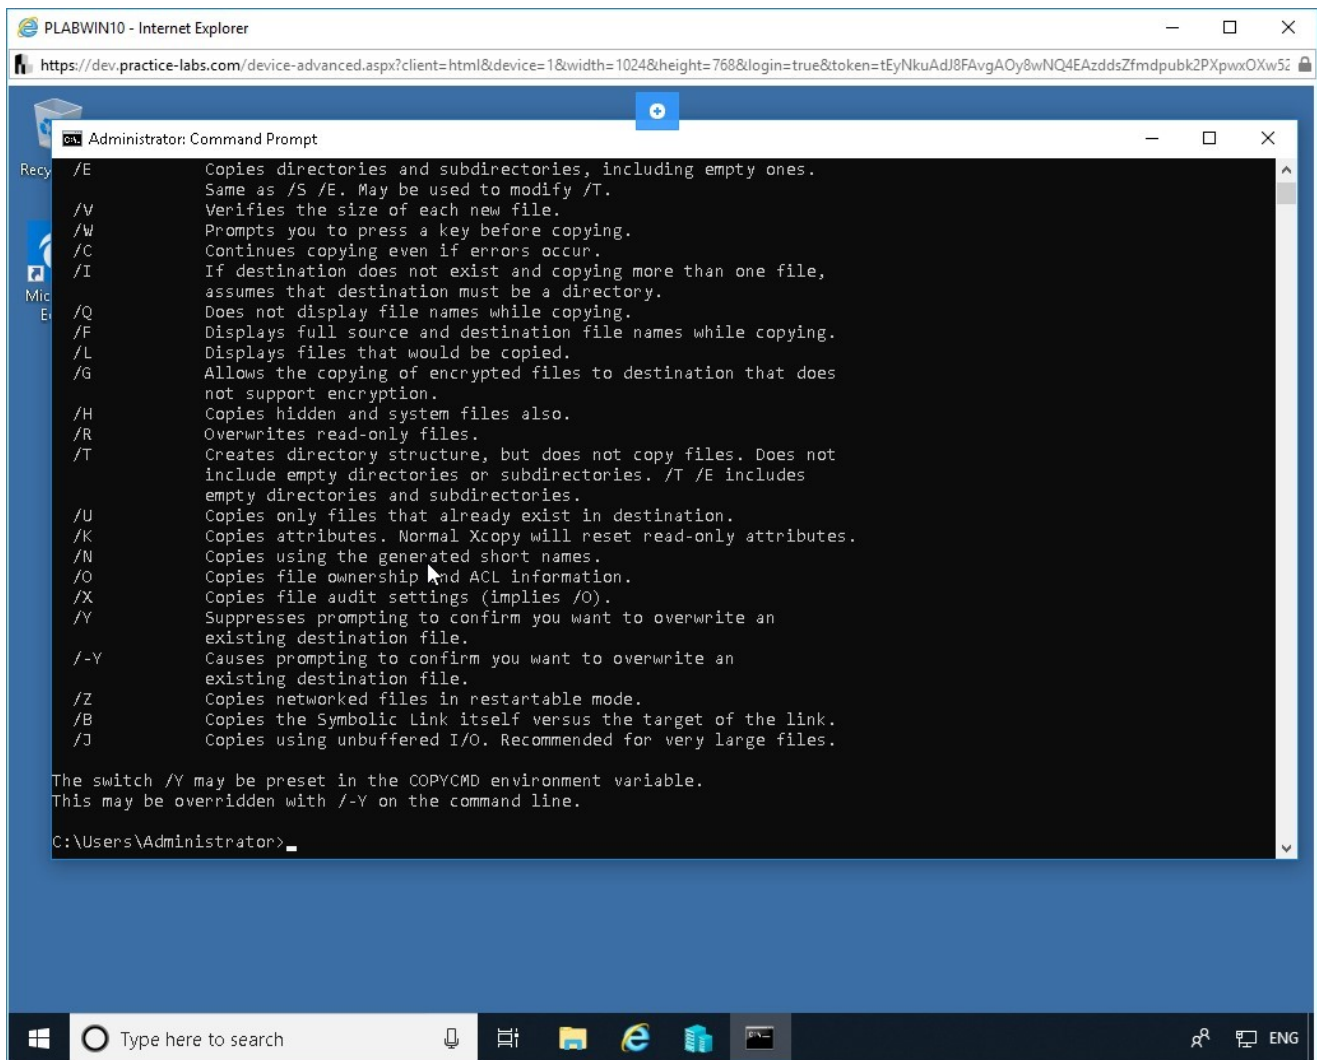 PLABWIN10 - Internet Explorer
https://dev.practice-labs.com/device-advanced.aspx?client=html&device=1&width=1024&height=768&login=true&token=tEyNkuAdJ8FAvgAOy8wNQ4EAzddsZfmdpubk2PXpwxOXw52
Administrator: Command Prompt
Recy
Mic
E
/E Copies directories and subdirectories, including empty ones.
Same as /S /E. May be used to modify /T.
/V Verifies the size of each new file.
/W Prompts you to press a key before copying.
/C Continues copying even if errors occur.
/I If destination does not exist and copying more than one file,
assumes that destination must be a directory.
/Q Does not display file names while copying.
/F Displays full source and destination file names while copying.
/L Displays files that would be copied.
/G Allows the copying of encrypted files to destination that does
not support encryption.
/H Copies hidden and system files also.
/R Overwrites read-only files.
/T Creates directory structure, but does not copy files. Does not
include empty directories or subdirectories. /T /E includes
empty directories and subdirectories.
/U Copies only files that already exist in destination.
/K Copies attributes. Normal Xcopy will reset read-only attributes.
/N Copies using the generated short names.
/O Copies file ownership and ACL information.
/X Copies file audit settings (implies /O).
/Y Suppresses prompting to confirm you want to overwrite an
existing destination file.
/-Y Causes prompting to confirm you want to overwrite an
existing destination file.
/Z Copies networked files in restartable mode.
/B Copies the Symbolic Link itself versus the target of the link.
/J Copies using unbuffered I/O. Recommended for very large files.
The switch /Y may be preset in the COPYCMD environment variable.
This may be overridden with /-Y on the command line.
C:\Users\Administrator>
Type here to search
ENG